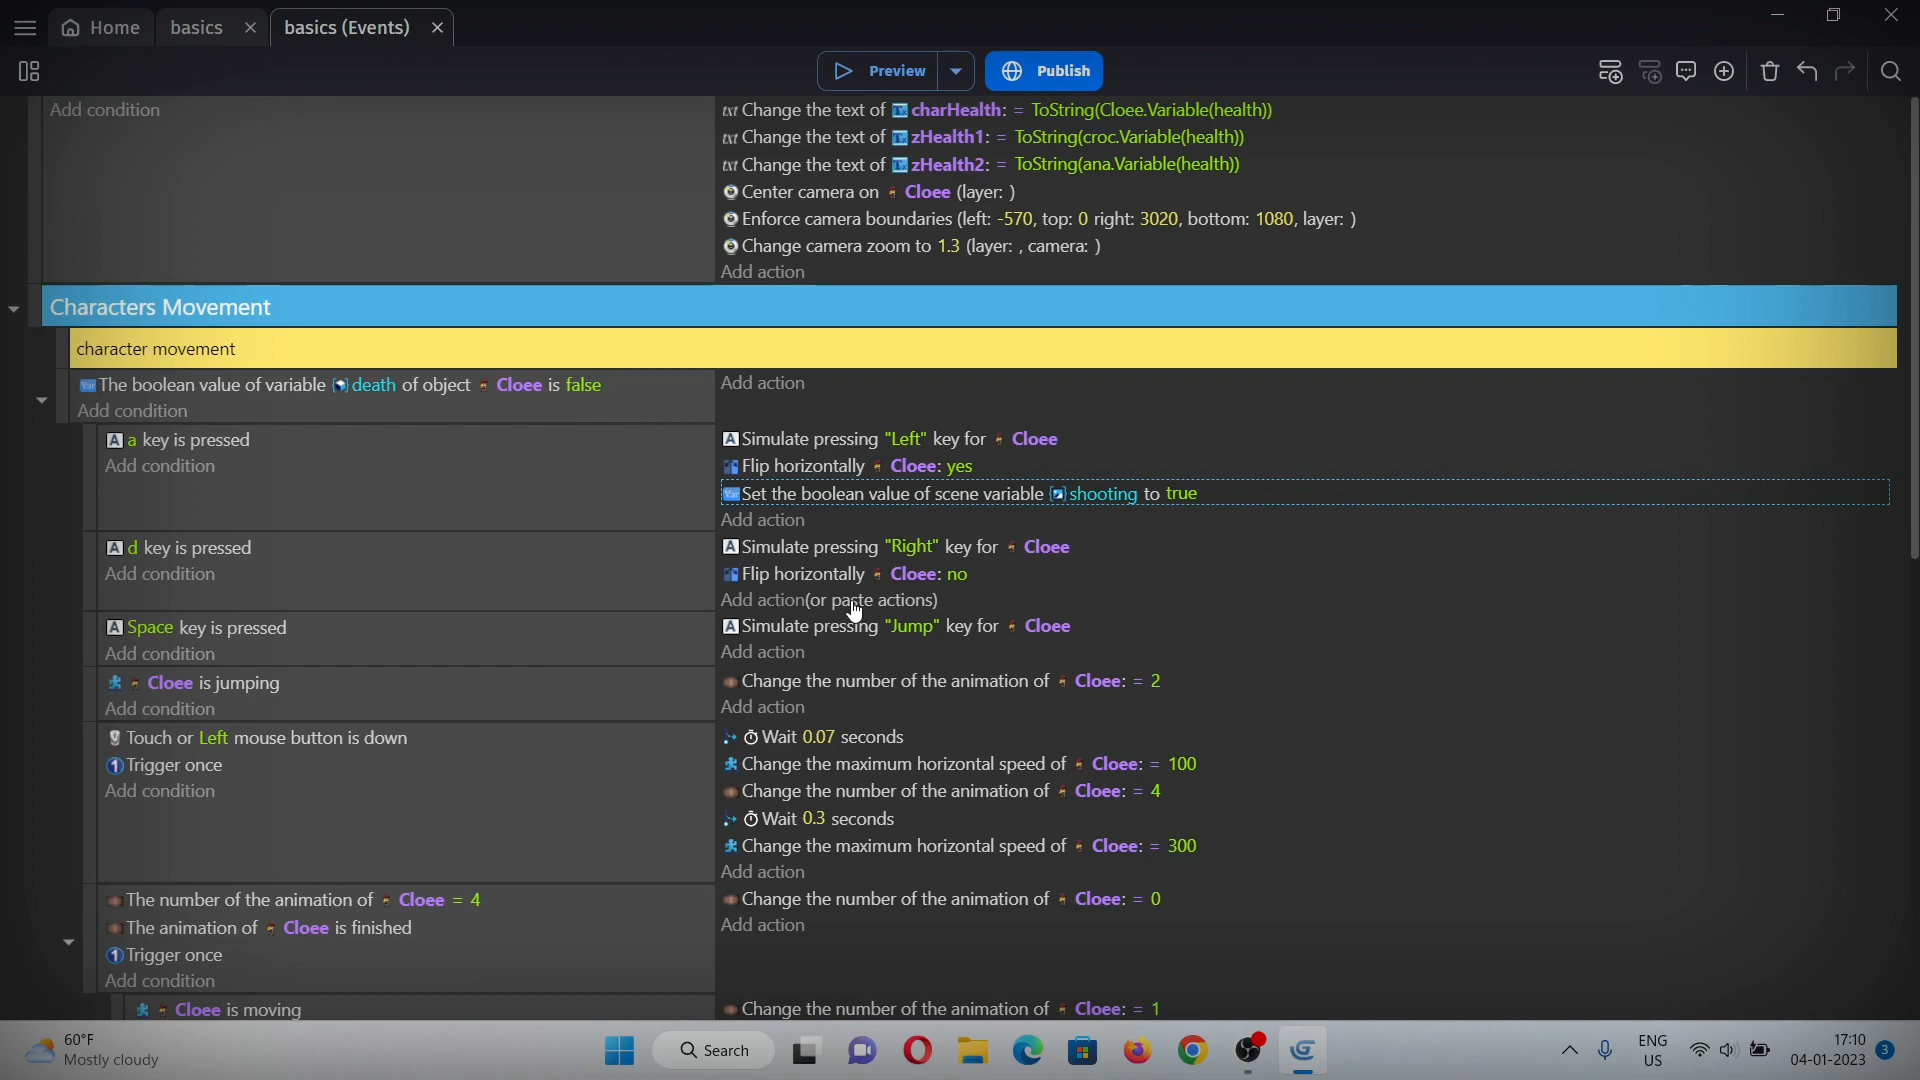 Home
basics
basics (Events)
Preview
Publish
Add condition
txt Change the text of charHealth: = ToString(Cloee.Variable(health))
txt Change the text of zHealth1: = ToString(croc.Variable(health))
txt Change the text of zHealth2: = ToString(ana.Variable(health))
Center camera on Cloee (layer: )
Enforce camera boundaries (left: -570, top: 0 right: 3020, bottom: 1080, layer: )
Change camera zoom to 1.3 (layer: , camera: )
Add action
Characters Movement
character movement
The boolean value of variable death of object Cloee is false
Add condition
Add action
a key is pressed
Add condition
Simulate pressing "Left" key for Cloee
Flip horizontally Cloee: yes
Set the boolean value of scene variable shooting to true
Add action
d key is pressed
Add condition
Simulate pressing "Right" key for Cloee
Flip horizontally Cloee: no
Add action(or paste actions)
Space key is pressed
Add condition
Simulate pressing "Jump" key for Cloee
Add action
Cloee is jumping
Add condition
Change the number of the animation of Cloee: = 2
Add action
Touch or Left mouse button is down
Trigger once
Add condition
Wait 0.07 seconds
Change the maximum horizontal speed of Cloee: = 100
Change the number of the animation of Cloee: = 4
Wait 0.3 seconds
Change the maximum horizontal speed of Cloee: = 300
Add action
The number of the animation of Cloee = 4
The animation of Cloee is finished
Trigger once
Add condition
Change the number of the animation of Cloee: = 0
Add action
Cloee is moving
Change the number of the animation of Cloee: = 1
60°F
Mostly cloudy
Search
ENG
US
17:10
04-01-2023
3